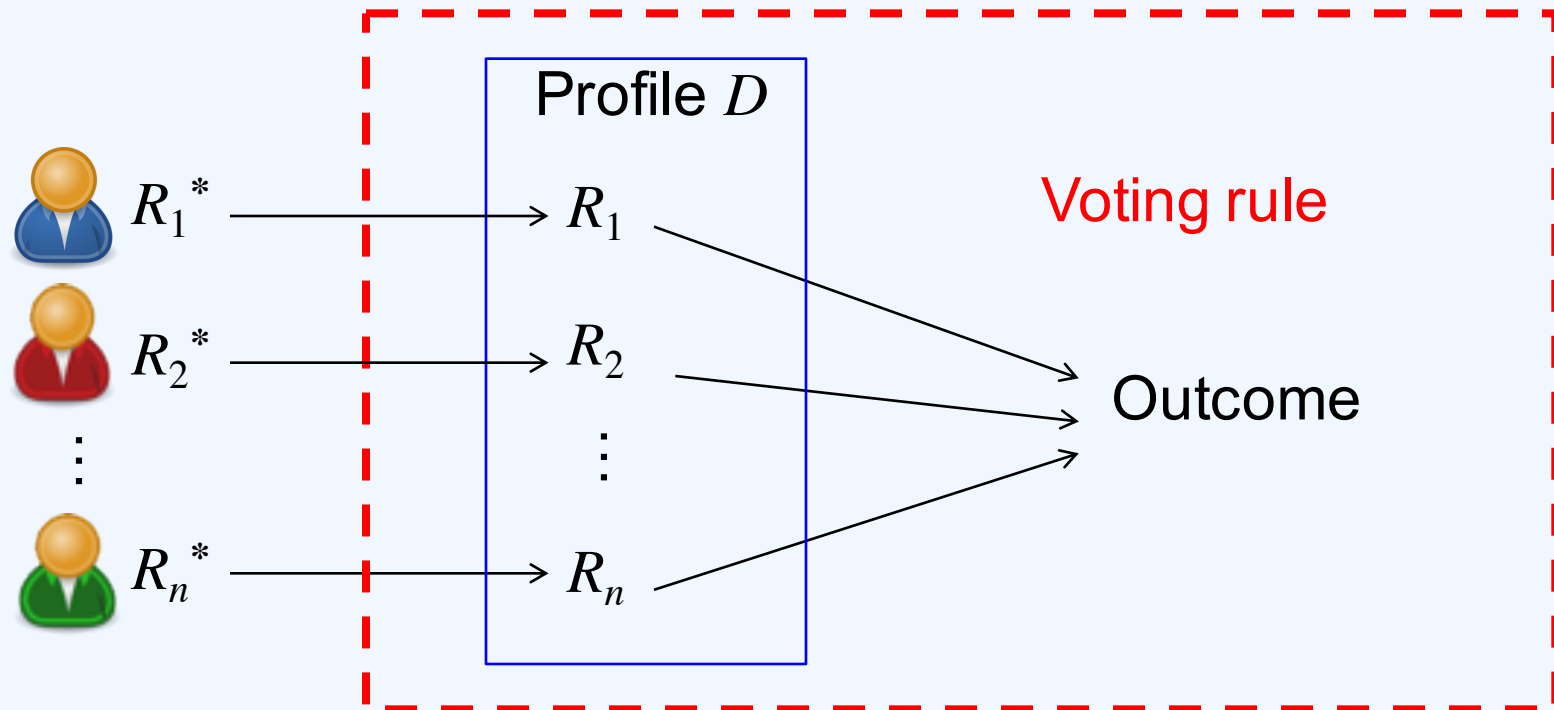 Profile D
R₁* R₁ Voting rule
R₂* R₂
Outcome
⋮ ⋮
Rₙ* Rₙ